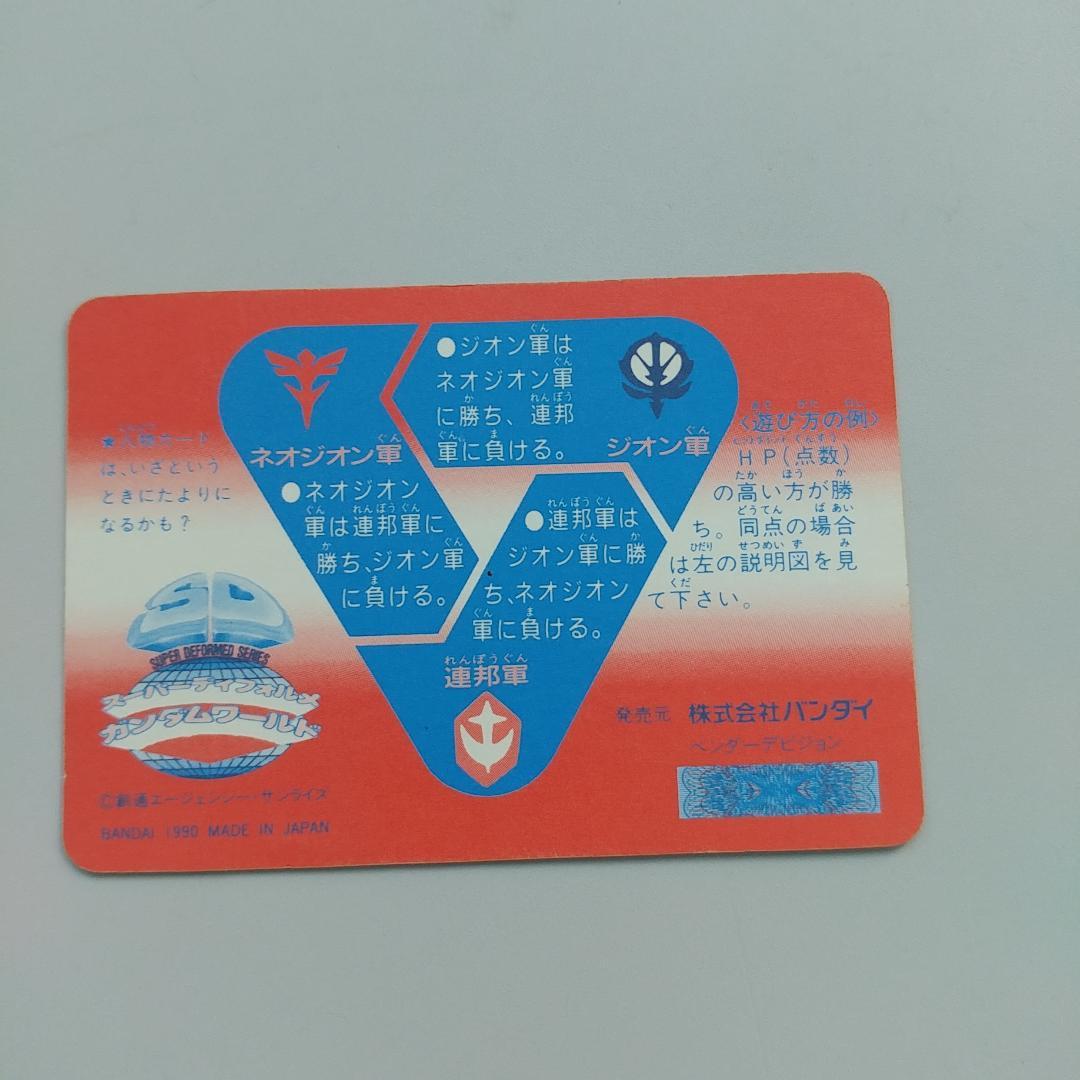 ★人物カード
は、いざという
ときにたよりに
なるかも？
ネオジオン軍
●ネオジオン
軍は連邦軍に
勝ち、ジオン軍
に負ける。
●ジオン軍は
ネオジオン軍
に勝ち、連邦
軍に負ける。
ジオン軍
●連邦軍は
ジオン軍に勝
ち、ネオジオン
軍に負ける。
連邦軍
〈遊び方の例〉
HP(点数)
の高い方が勝
ち。同点の場合
は左の説明図を見
て下さい。
SD
SUPER DEFORMED SERIES
スーパーディフォルメ
ガンダムワールド
©創通エージェンシー・サンライズ
BANDAI 1990 MADE IN JAPAN
発売元 株式会社バンダイ
ベンダーデビジョン